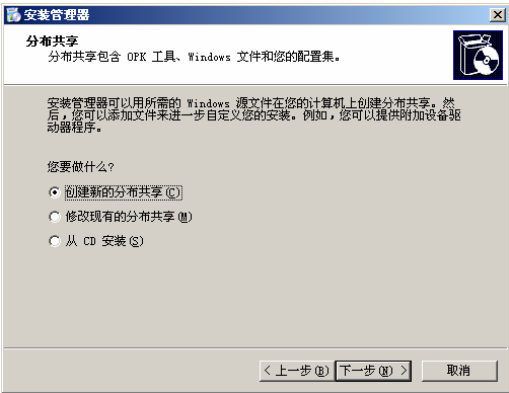 安装管理器
分布共享
分布共享包含 OPK 工具、Windows 文件和您的配置集。
安装管理器可以用所需的 Windows 源文件在您的计算机上创建分布共享。然
后，您可以添加文件来进一步自定义您的安装。例如，您可以提供附加设备驱
动器程序。
您要做什么?
创建新的分布共享(C)
修改现有的分布共享(M)
从 CD 安装(S)
< 上一步(B) 下一步(N) > 取消